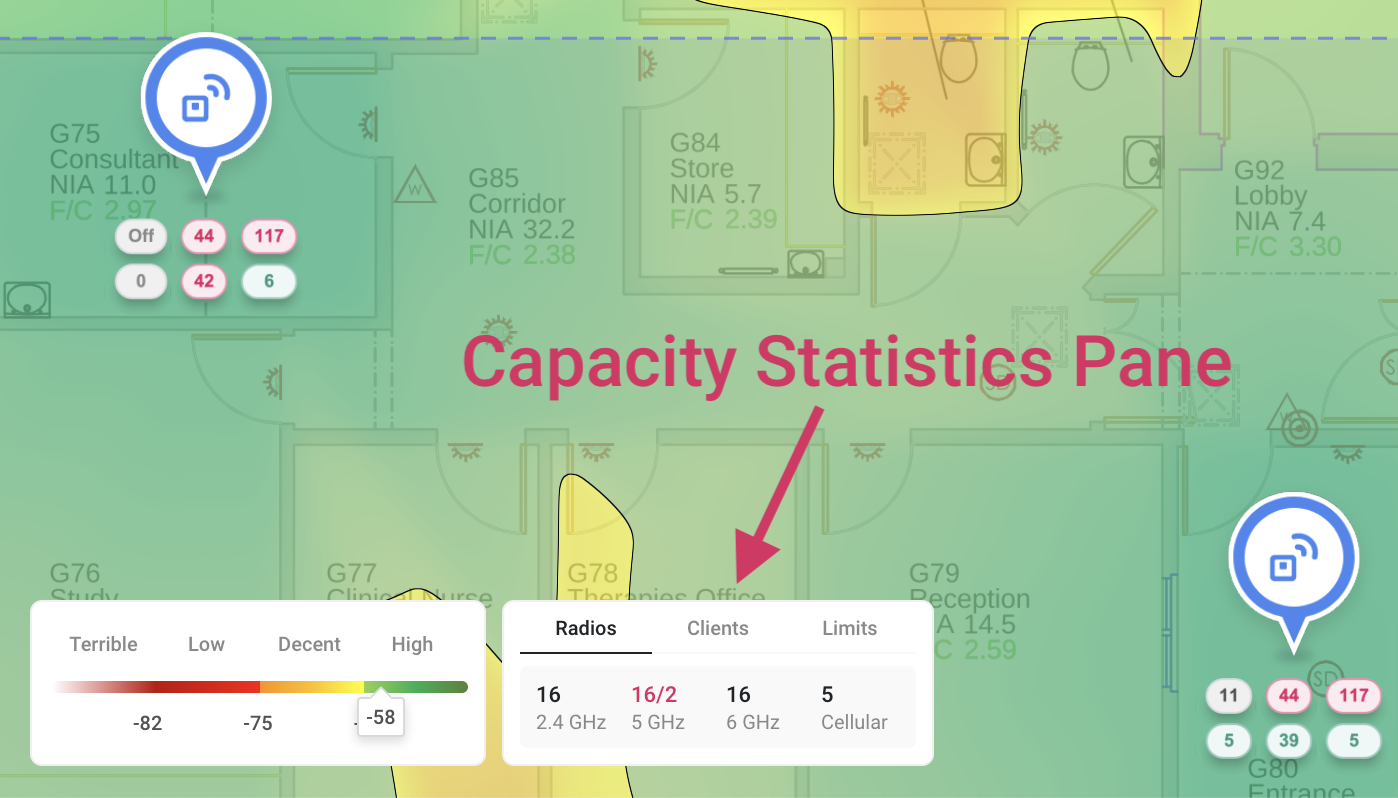 G75
Consultant
NIA 11.0
F/C 2.97
Off 44 117
0 42 6
W
G85
Corridor
NIA 32.2
F/C 2.38
G84
Store
NIA 5.7
F/C 2.39
G92
Lobby
NIA 7.4
F/C 3.30
Capacity Statistics Pane
SD
W
G76
Study
G77
Clinical Nurse
G78
Therapies Office
G79
Reception
A 14.5
C 2.59
Terrible Low Decent High
-82 -75 -58
Radios Clients Limits
16 16/2 16 5
2.4 GHz 5 GHz 6 GHz Cellular
SD
11 44 117
5 39 5
G80
Entrance